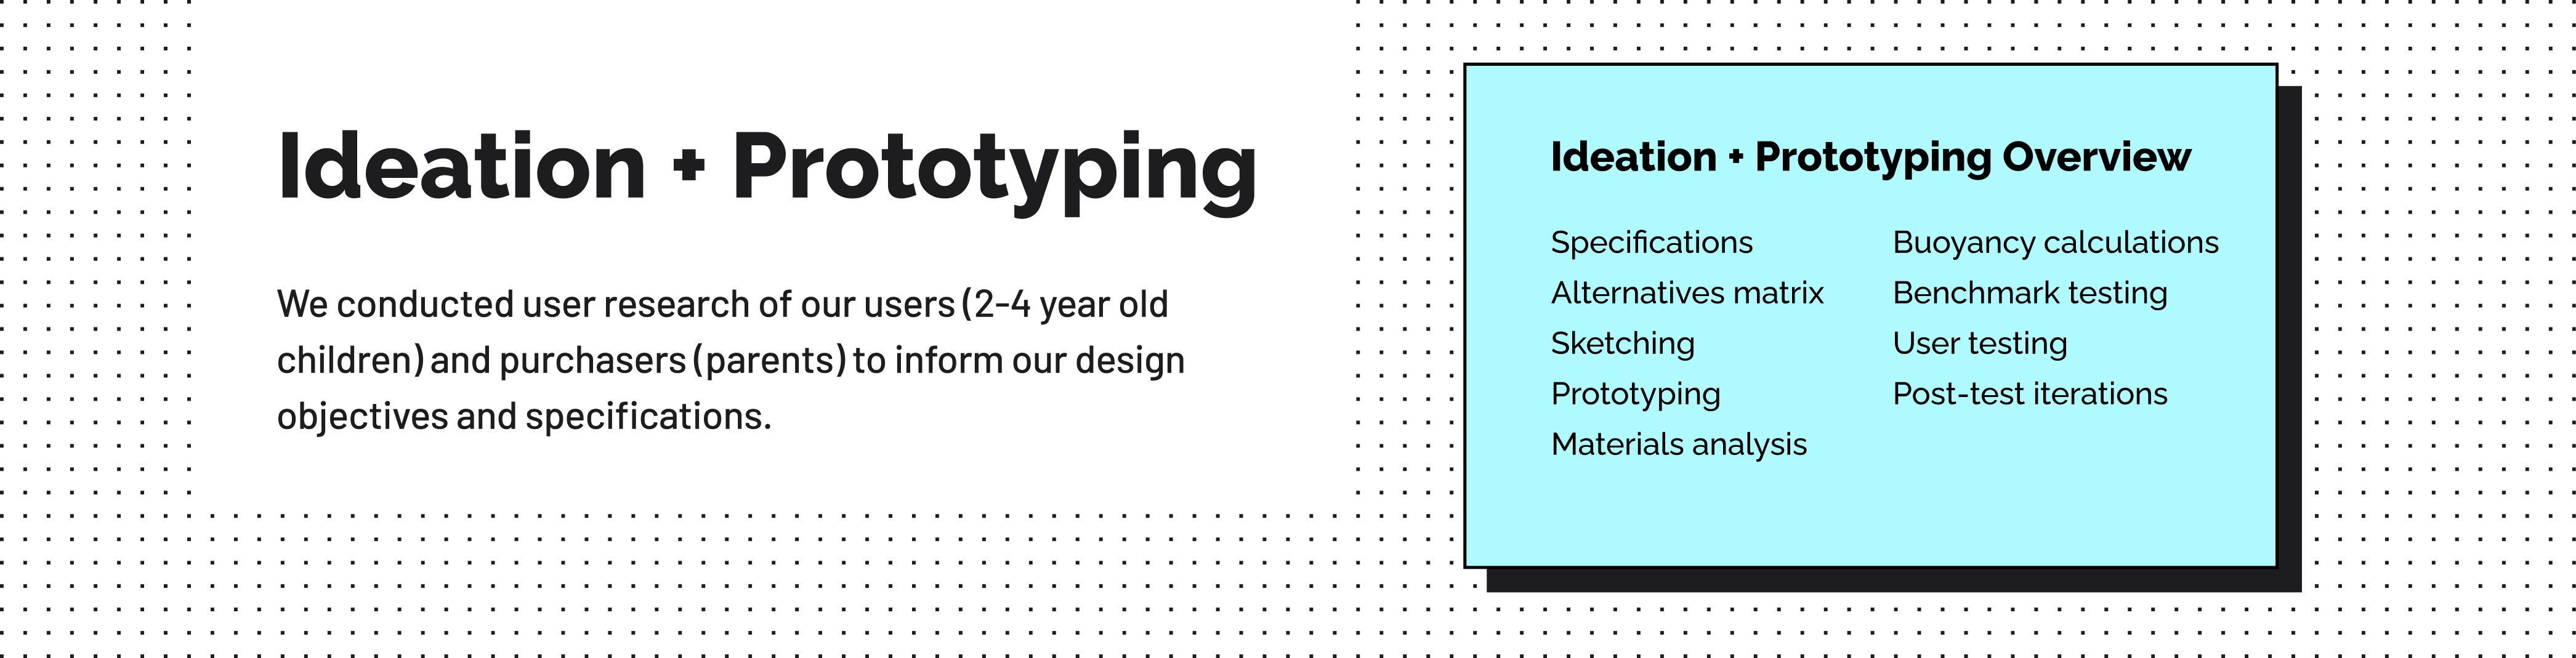 Ideation + Prototyping
We conducted user research of our users (2-4 year old
children) and purchasers (parents) to inform our design
objectives and specifications.
Ideation + Prototyping Overview
Specifications
Alternatives matrix
Sketching
Prototyping
Materials analysis
Buoyancy calculations
Benchmark testing
User testing
Post-test iterations